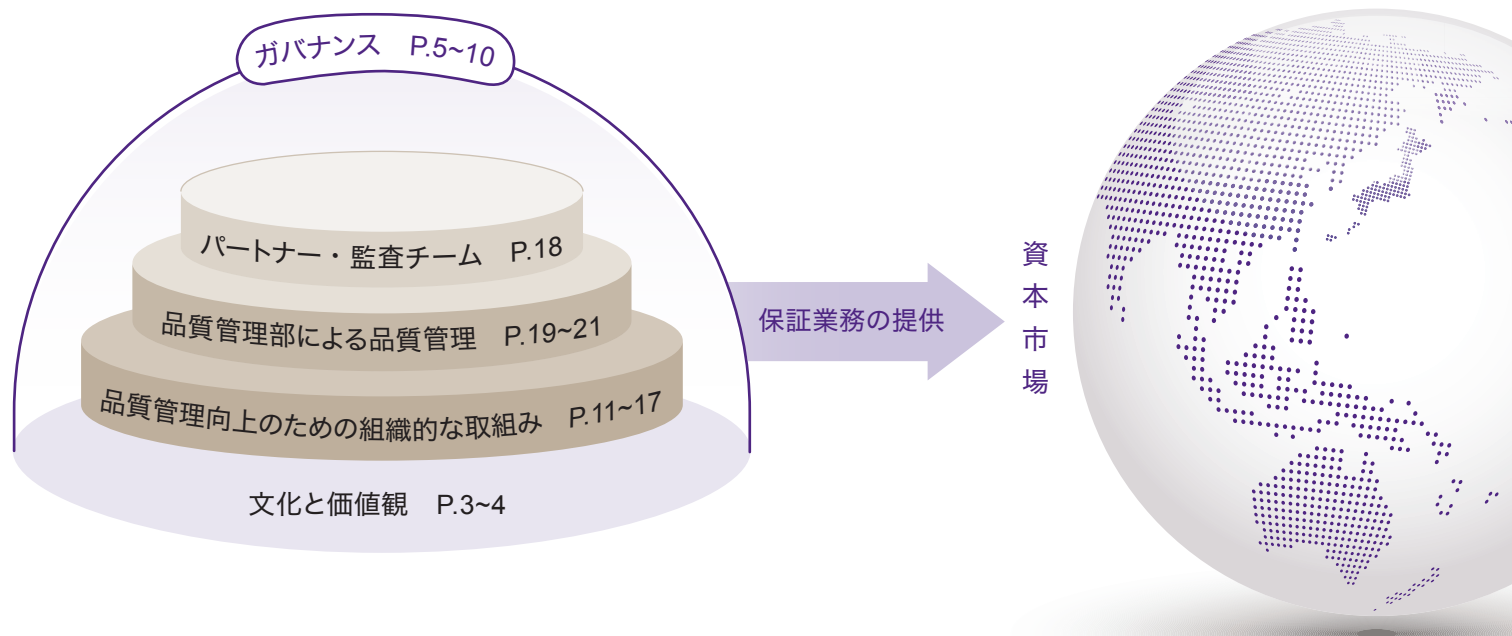 ガバナンス P.5~10
パートナー・監査チーム P.18
品質管理部による品質管理 P.19~21
品質管理向上のための組織的な取組み P.11~17
文化と価値観 P.3~4
保証業務の提供
資本市場